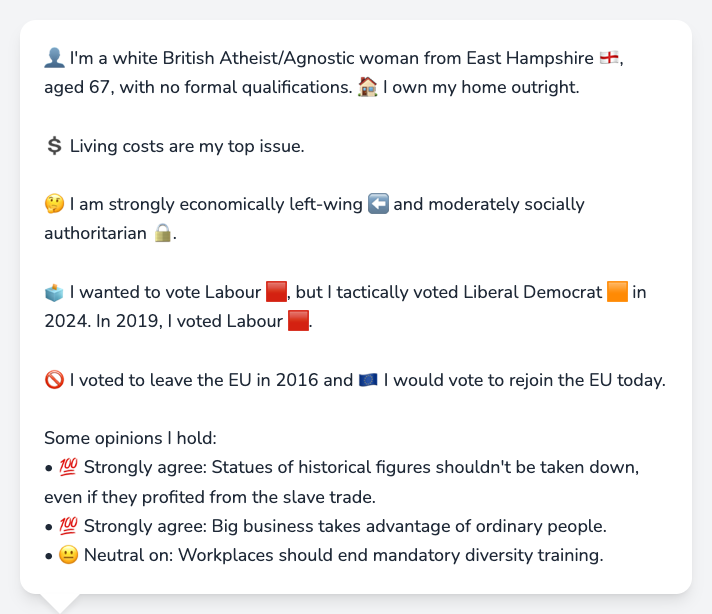 👤 I'm a white British Atheist/Agnostic woman from East Hampshire 🏴󠁧󠁢󠁥󠁮󠁧󠁿,
aged 67, with no formal qualifications. 🏠 I own my home outright.
💲 Living costs are my top issue.
🤔 I am strongly economically left-wing ⬅️ and moderately socially
authoritarian 🔒.
🗳️ I wanted to vote Labour 🟥, but I tactically voted Liberal Democrat 🟧 in
2024. In 2019, I voted Labour 🟥.
🚫 I voted to leave the EU in 2016 and 🇪🇺 I would vote to rejoin the EU today.
Some opinions I hold:
• 💯 Strongly agree: Statues of historical figures shouldn't be taken down,
even if they profited from the slave trade.
• 💯 Strongly agree: Big business takes advantage of ordinary people.
• 😐 Neutral on: Workplaces should end mandatory diversity training.